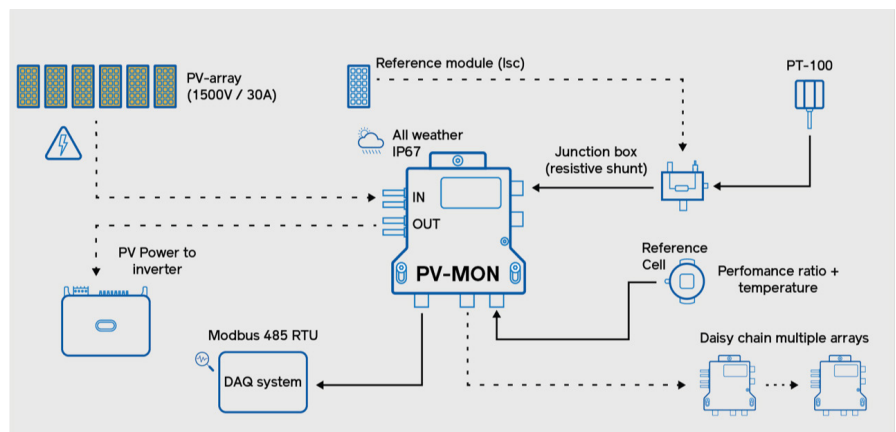 PV-array
(1500V / 30A)
Reference module (Isc)
PT-100
All weather
IP67
Junction box
(resistive shunt)
IN
OUT
PV-MON
PV Power to
inverter
Reference
Cell
Perfomance ratio +
temperature
Modbus 485 RTU
DAQ system
Daisy chain multiple arrays